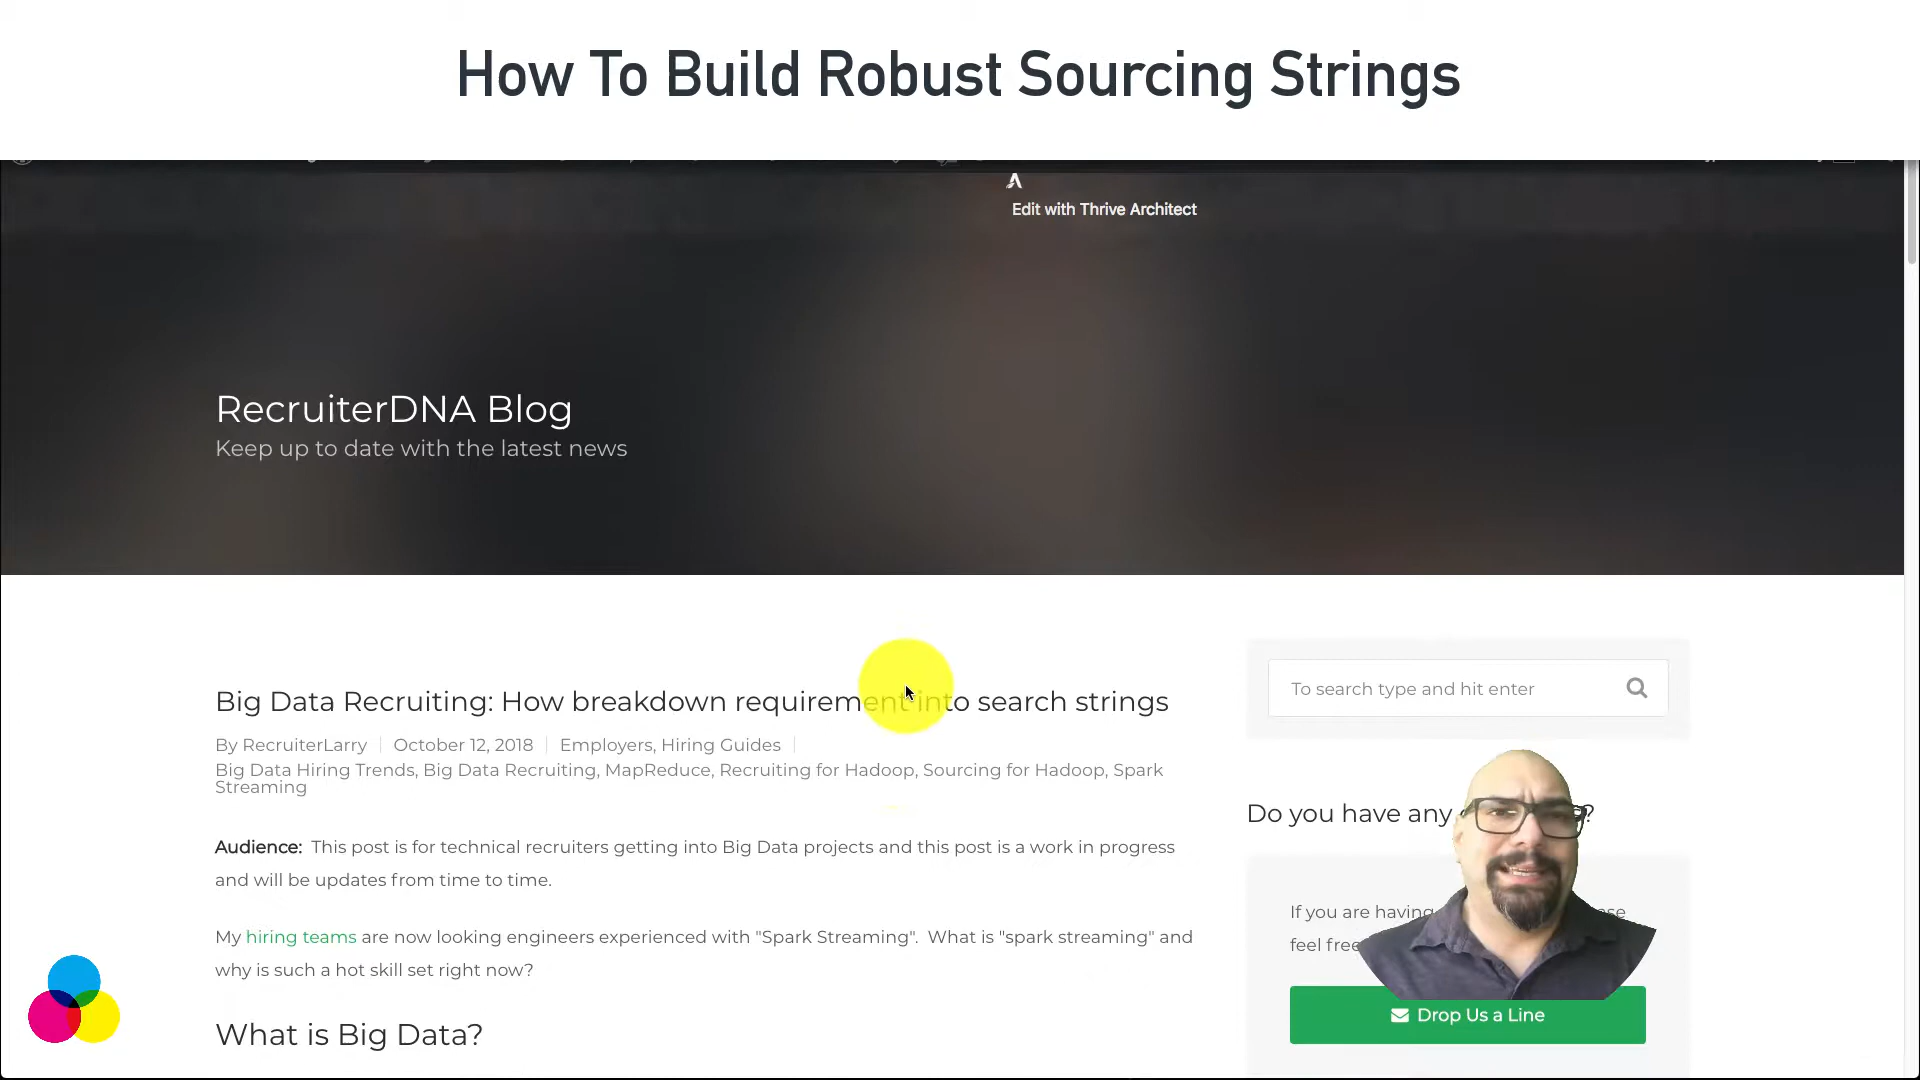 How To Build Robust Sourcing Strings
Edit with Thrive Architect
RecruiterDNA Blog
Keep up to date with the latest news
Big Data Recruiting: How breakdown requirement into search strings
By RecruiterLarry
October 12, 2018
Employers, Hiring Guides
Big Data Hiring Trends, Big Data Recruiting, MapReduce, Recruiting for Hadoop, Sourcing for Hadoop, Spark
Streaming
Audience: This post is for technical recruiters getting into Big Data projects and this post is a work in progress
and will be updates from time to time.
My hiring teams are now looking engineers experienced with "Spark Streaming". What is "spark streaming" and
why is such a hot skill set right now?
What is Big Data?
To search type and hit enter
Do you have any
If you are having
feel
Drop Us a Line